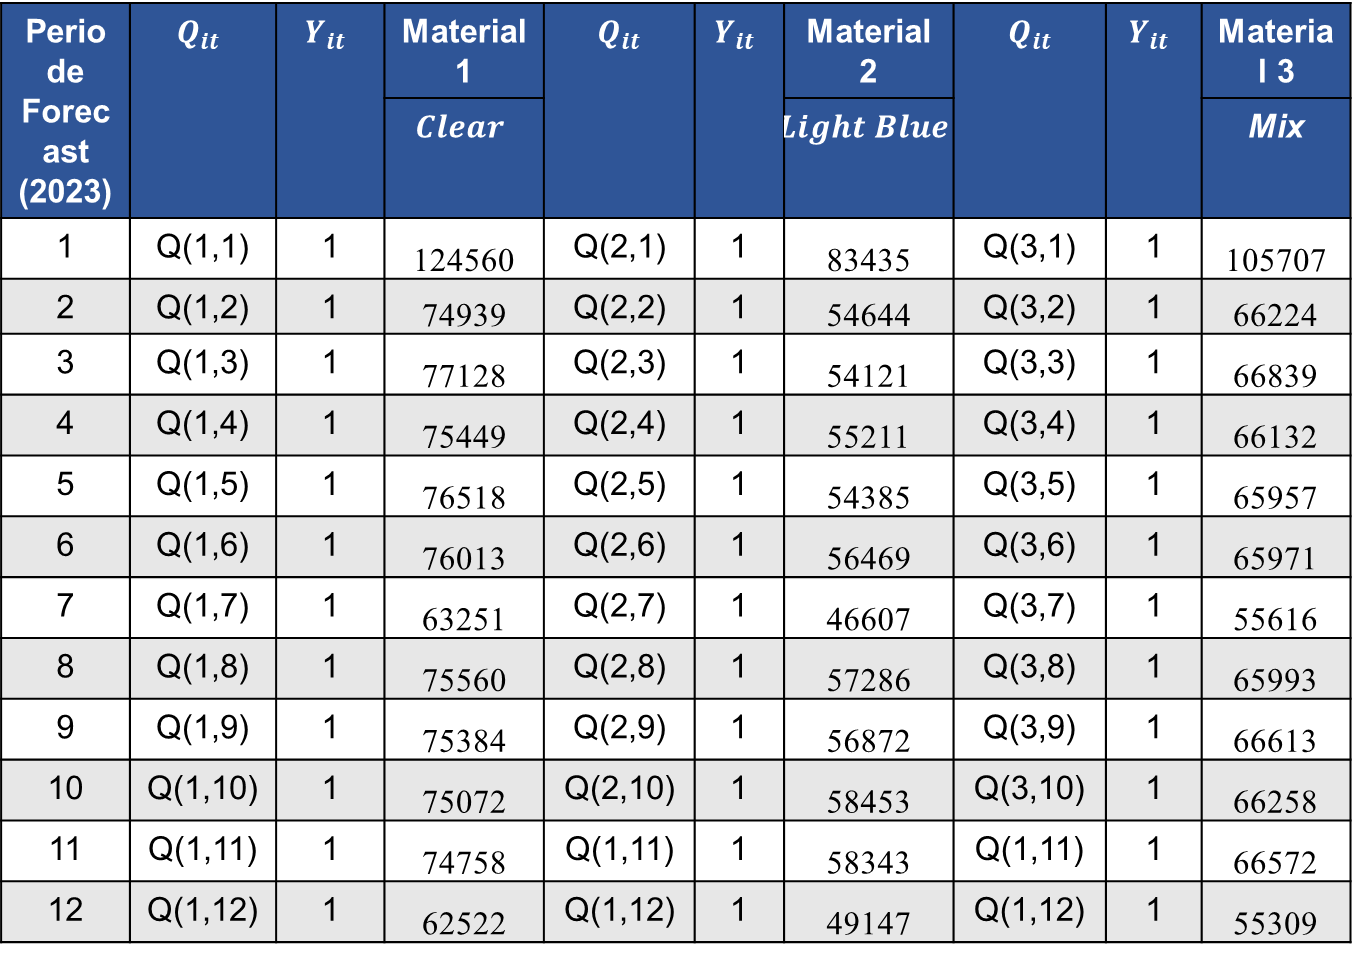 Perio de Forec ast (2023) Q_it Y_it Material 1 Q_it Y_it Material 2 Q_it Y_it Materia l 3
Clear Light Blue Mix
1 Q(1,1) 1 124560 Q(2,1) 1 83435 Q(3,1) 1 105707
2 Q(1,2) 1 74939 Q(2,2) 1 54644 Q(3,2) 1 66224
3 Q(1,3) 1 77128 Q(2,3) 1 54121 Q(3,3) 1 66839
4 Q(1,4) 1 75449 Q(2,4) 1 55211 Q(3,4) 1 66132
5 Q(1,5) 1 76518 Q(2,5) 1 54385 Q(3,5) 1 65957
6 Q(1,6) 1 76013 Q(2,6) 1 56469 Q(3,6) 1 65971
7 Q(1,7) 1 63251 Q(2,7) 1 46607 Q(3,7) 1 55616
8 Q(1,8) 1 75560 Q(2,8) 1 57286 Q(3,8) 1 65993
9 Q(1,9) 1 75384 Q(2,9) 1 56872 Q(3,9) 1 66613
10 Q(1,10) 1 75072 Q(2,10) 1 58453 Q(3,10) 1 66258
11 Q(1,11) 1 74758 Q(1,11) 1 58343 Q(1,11) 1 66572
12 Q(1,12) 1 62522 Q(1,12) 1 49147 Q(1,12) 1 55309